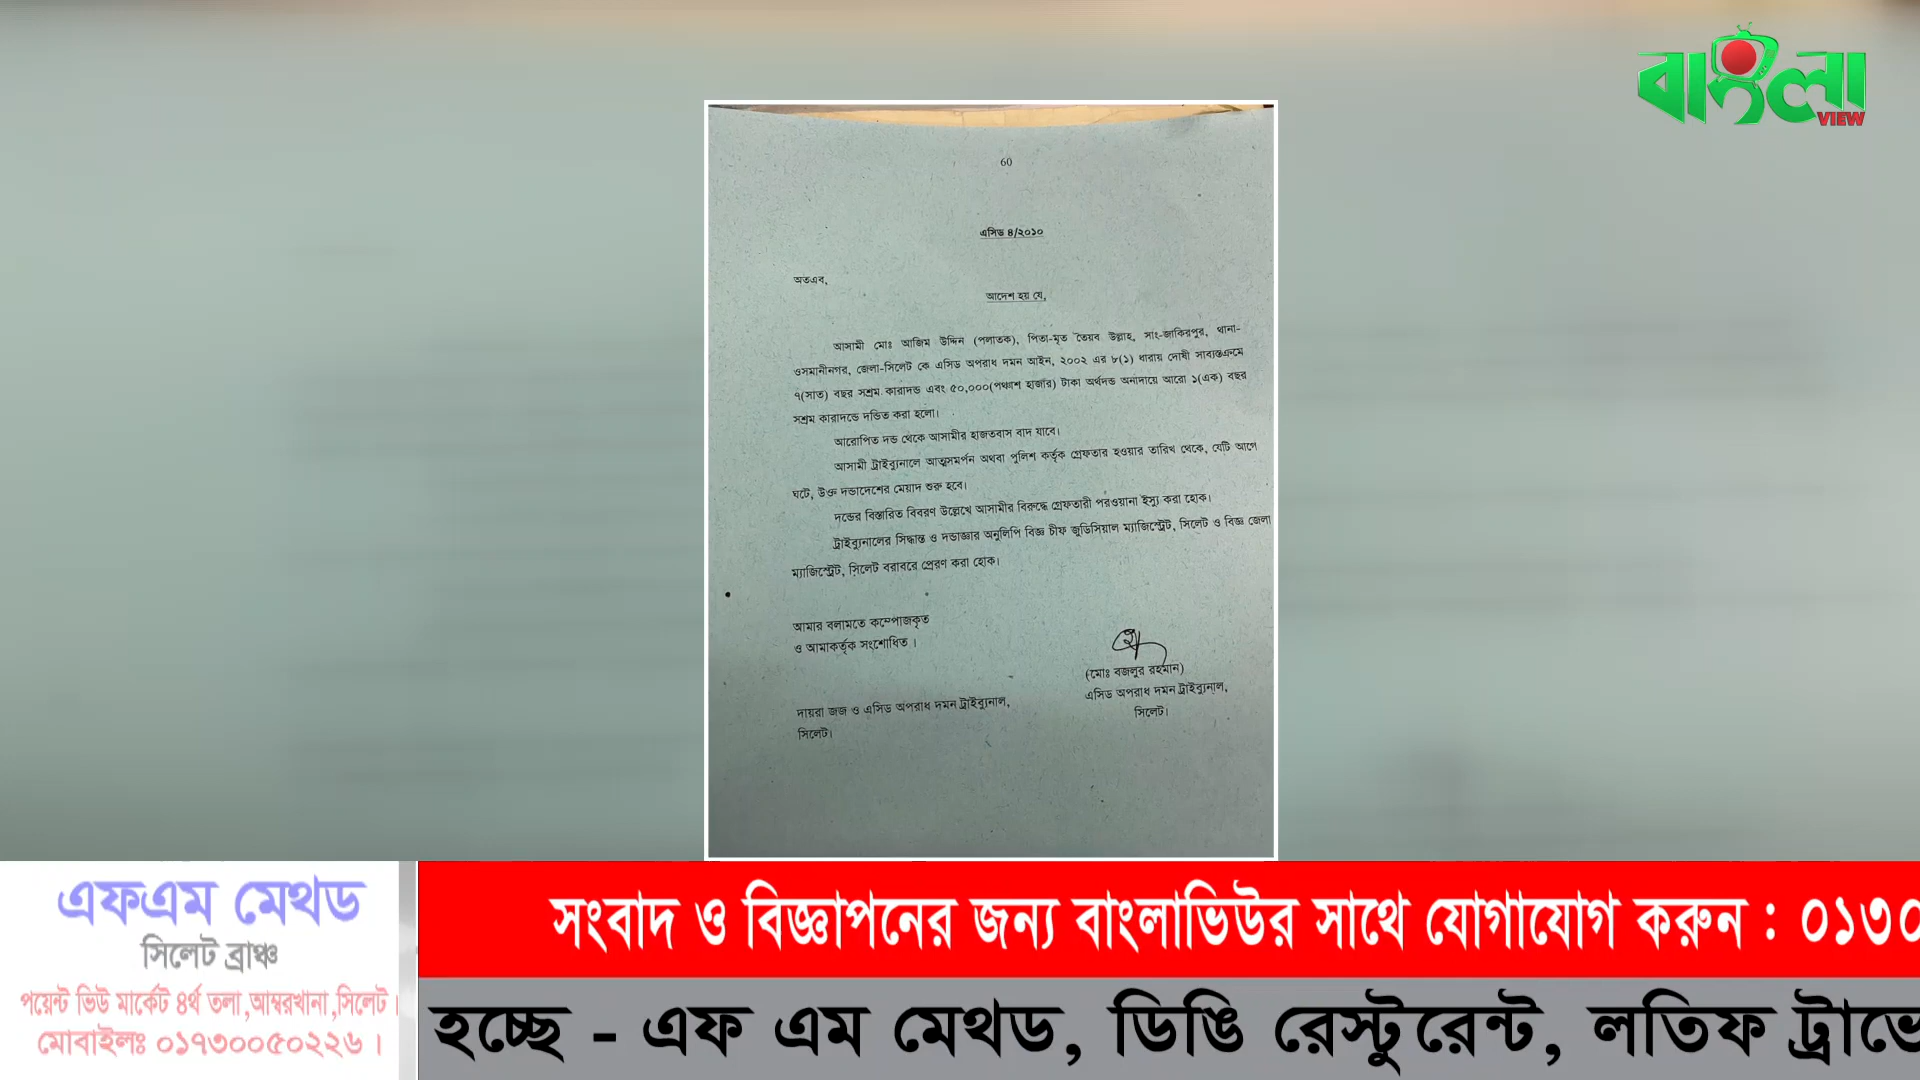 বাংলা
VIEW
60
এসিড ৪/২০১০
অতএব,
আদেশ হয় যে,
আসামী মোঃ আজিম উদ্দিন (পলাতক), পিতা-মৃত তৈয়ব উল্লাহ, সাং-জাকিরপুর, থানা-
ওসমানীনগর, জেলা-সিলেট কে এসিড অপরাধ দমন আইন, ২০০২ এর ৮(১) ধারায় দোষী সাব্যস্তক্রমে
৭(সাত) বছর সশ্রম কারাদন্ড এবং ৫০,০০০(পঞ্চাশ হাজার) টাকা অর্থদন্ড অনাদায়ে আরো ১(এক) বছর
সশ্রম কারাদন্ডে দন্ডিত করা হলো।
আরোপিত দন্ড থেকে আসামীর হাজতবাস বাদ যাবে।
আসামী ট্রাইব্যুনালে আত্মসমর্পন অথবা পুলিশ কর্তৃক গ্রেফতার হওয়ার তারিখ থেকে, যেটি আগে
ঘটে, উক্ত দন্ডাদেশের মেয়াদ শুরু হবে।
দন্ডের বিস্তারিত বিবরণ উল্লেখে আসামীর বিরুদ্ধে গ্রেফতারী পরওয়ানা ইস্যু করা হোক।
ট্রাইব্যুনালের সিদ্ধান্ত ও দন্ডাজ্ঞার অনুলিপি বিজ্ঞ চীফ জুডিসিয়াল ম্যাজিস্ট্রেট, সিলেট ও বিজ্ঞ জেলা
ম্যাজিস্ট্রেট, সিলেট বরাবরে প্রেরণ করা হোক।
আমার বলামতে কম্পোজকৃত
ও আমাকর্তৃক সংশোধিত।
(মোঃ বজলুর রহমান)
এসিড অপরাধ দমন ট্রাইব্যুনাল,
সিলেট।
দায়রা জজ ও এসিড অপরাধ দমন ট্রাইব্যুনাল,
সিলেট।
এফএম মেথড
সিলেট ব্রাঞ্চ
পয়েন্ট ভিউ মার্কেট ৪র্থ তলা,আম্বরখানা,সিলেট।
মোবাইলঃ ০১৭৩০০৫০২২৬।
সংবাদ ও বিজ্ঞাপনের জন্য বাংলাভিউর সাথে যোগাযোগ করুন : ০১৩০
হচ্ছে - এফ এম মেথড, ডিঙি রেস্টুরেন্ট, লতিফ ট্রাভে